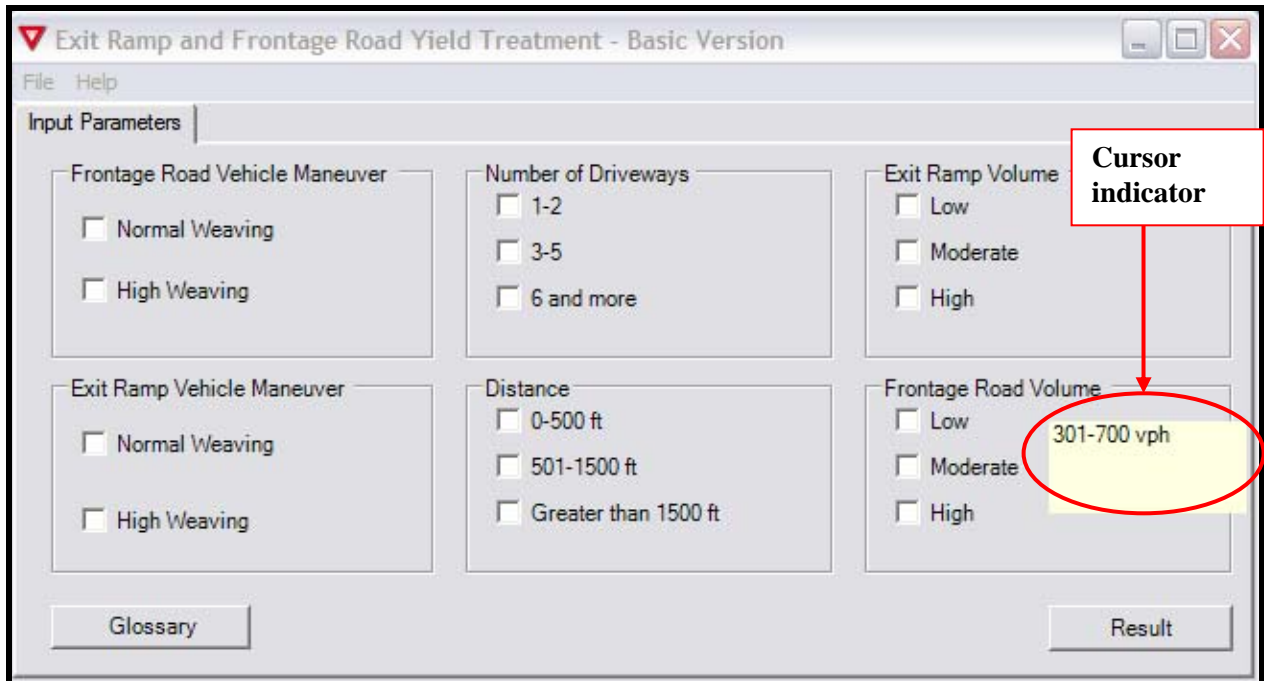 Exit Ramp and Frontage Road Yield Treatment - Basic Version
File Help
Input Parameters
Cursor
indicator
Frontage Road Vehicle Maneuver
Normal Weaving
High Weaving
Number of Driveways
1-2
3-5
6 and more
Exit Ramp Volume
Low
Moderate
High
Exit Ramp Vehicle Maneuver
Normal Weaving
High Weaving
Distance
0-500 ft
501-1500 ft
Greater than 1500 ft
Frontage Road Volume
Low
Moderate
High
301-700 vph
Glossary
Result